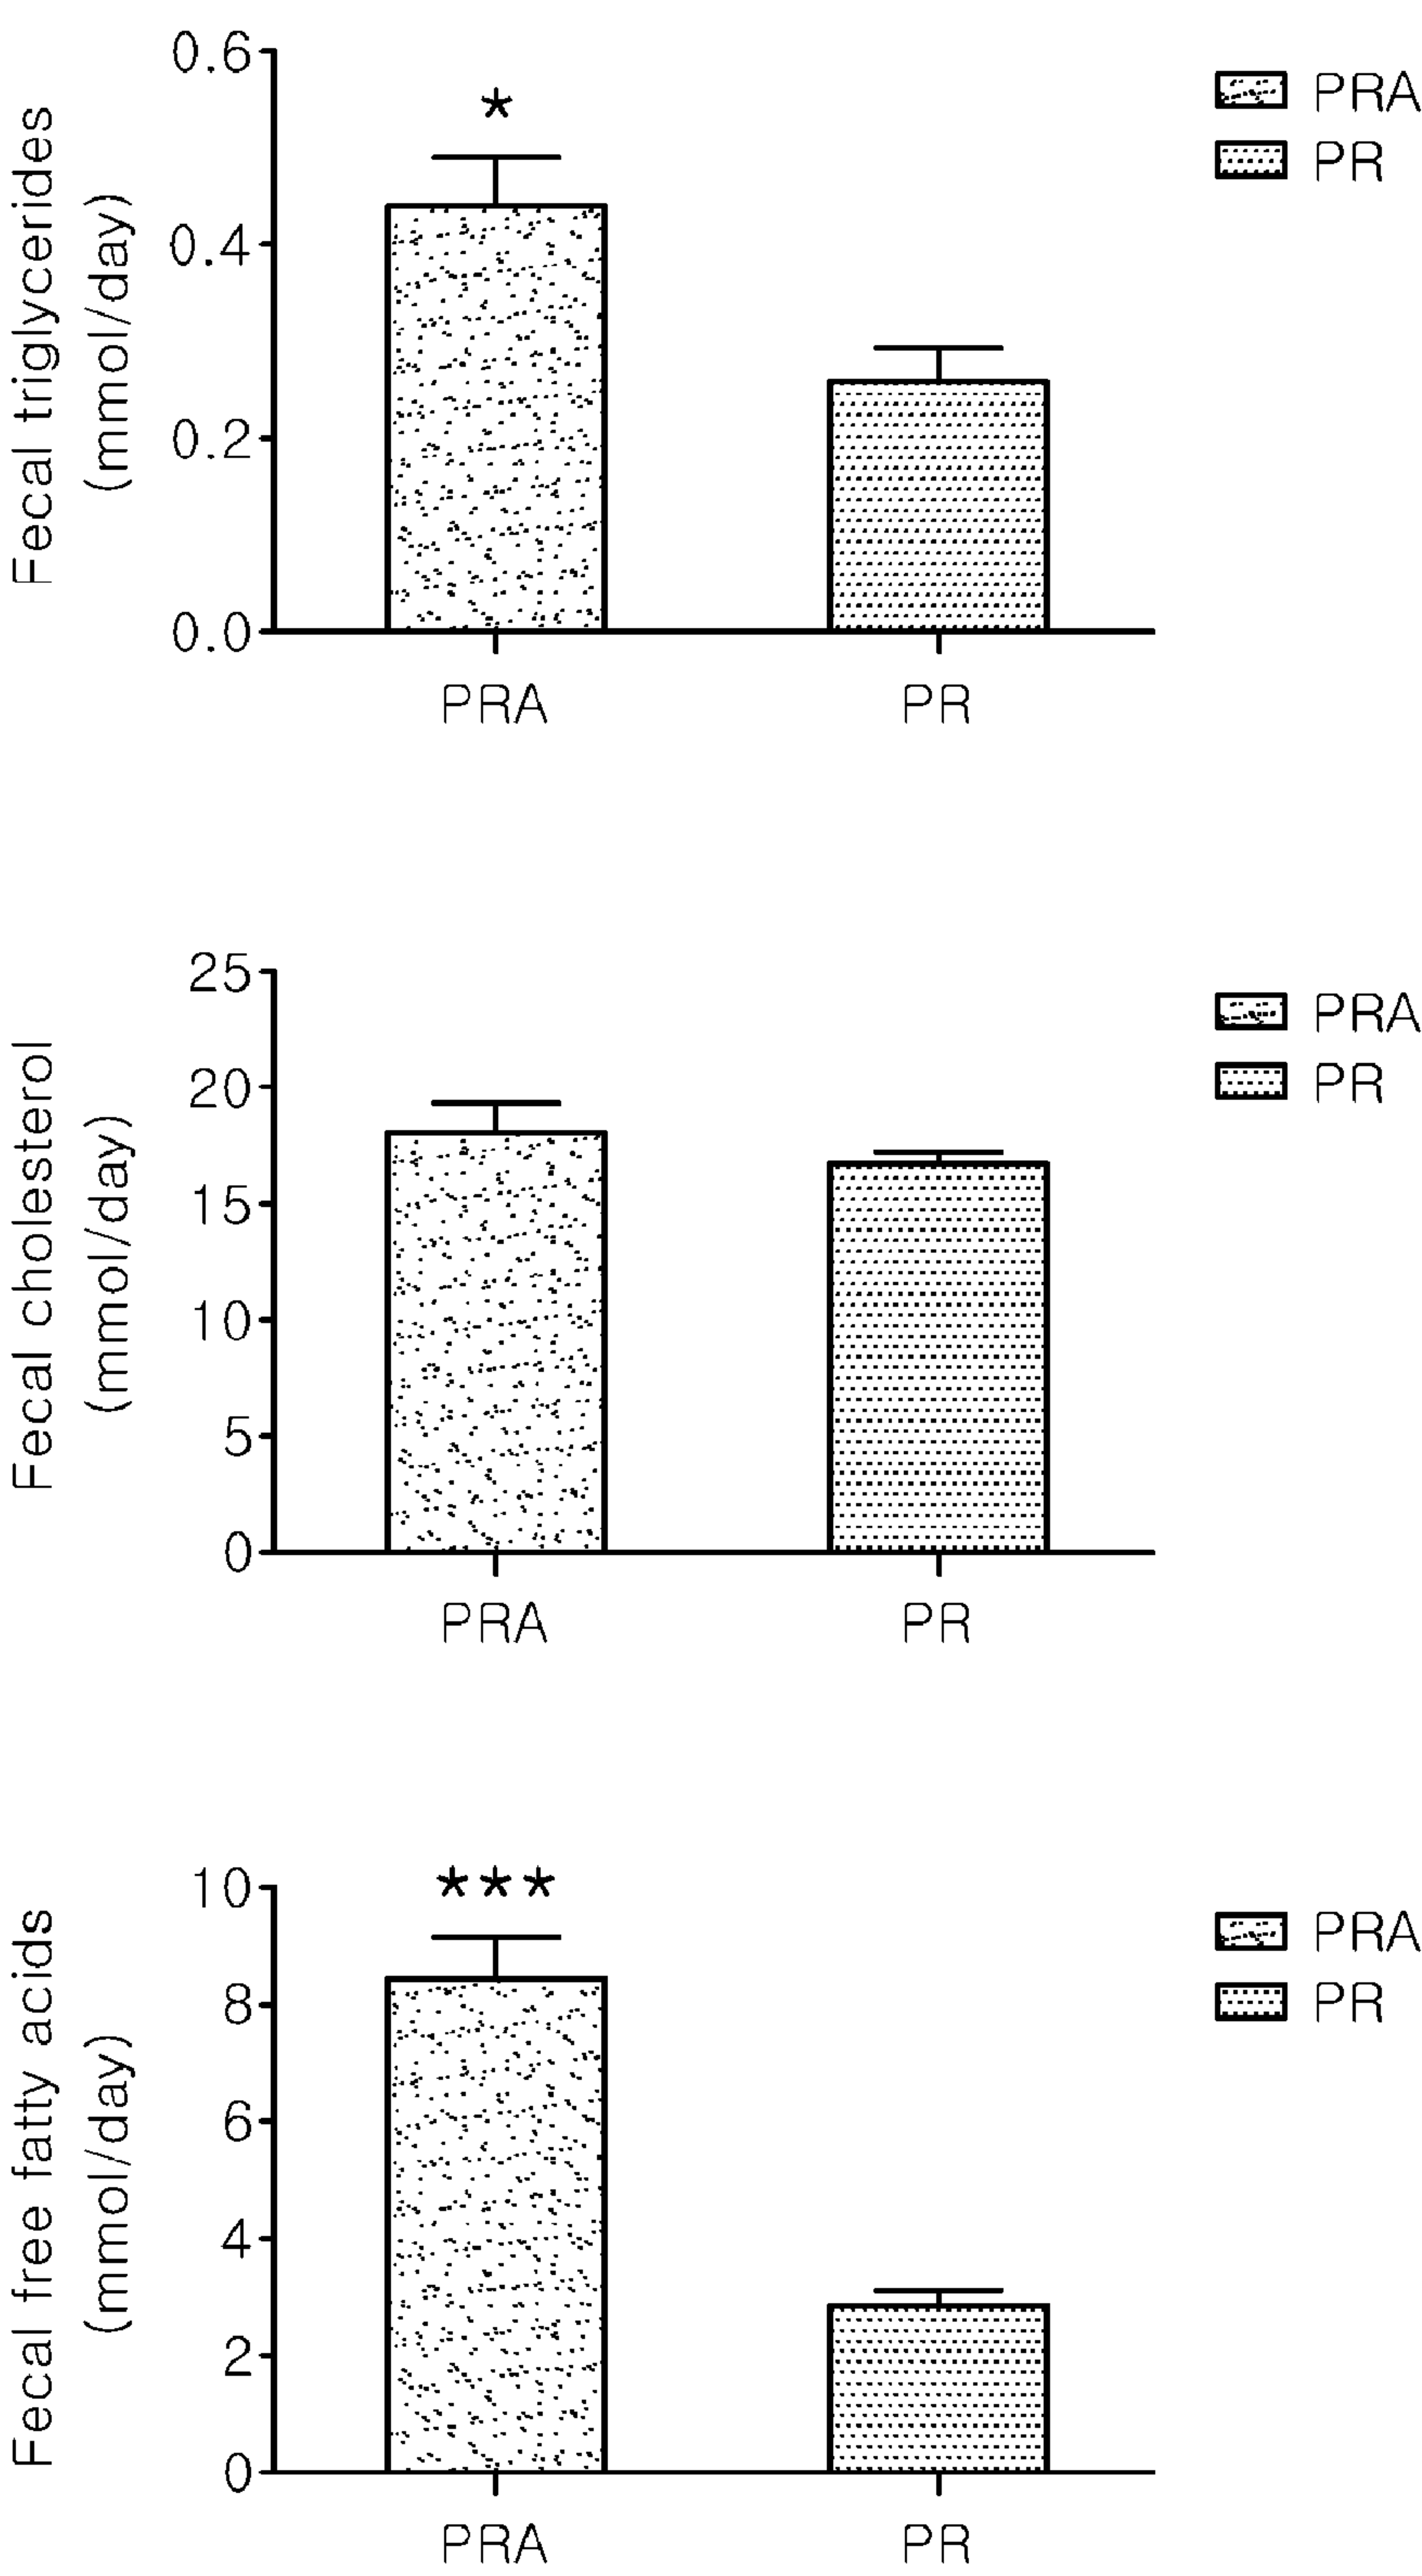 Fecal triglycerides
(mmol/day)
0.6
0.4
0.2
0.0
*
PRA
PR
PRA
PR
Fecal cholesterol
(mmol/day)
25
20
15
10
5
0
PRA
PR
PRA
PR
Fecal free fatty acids
(mmol/day)
10
8
6
4
2
0
***
PRA
PR
PRA
PR